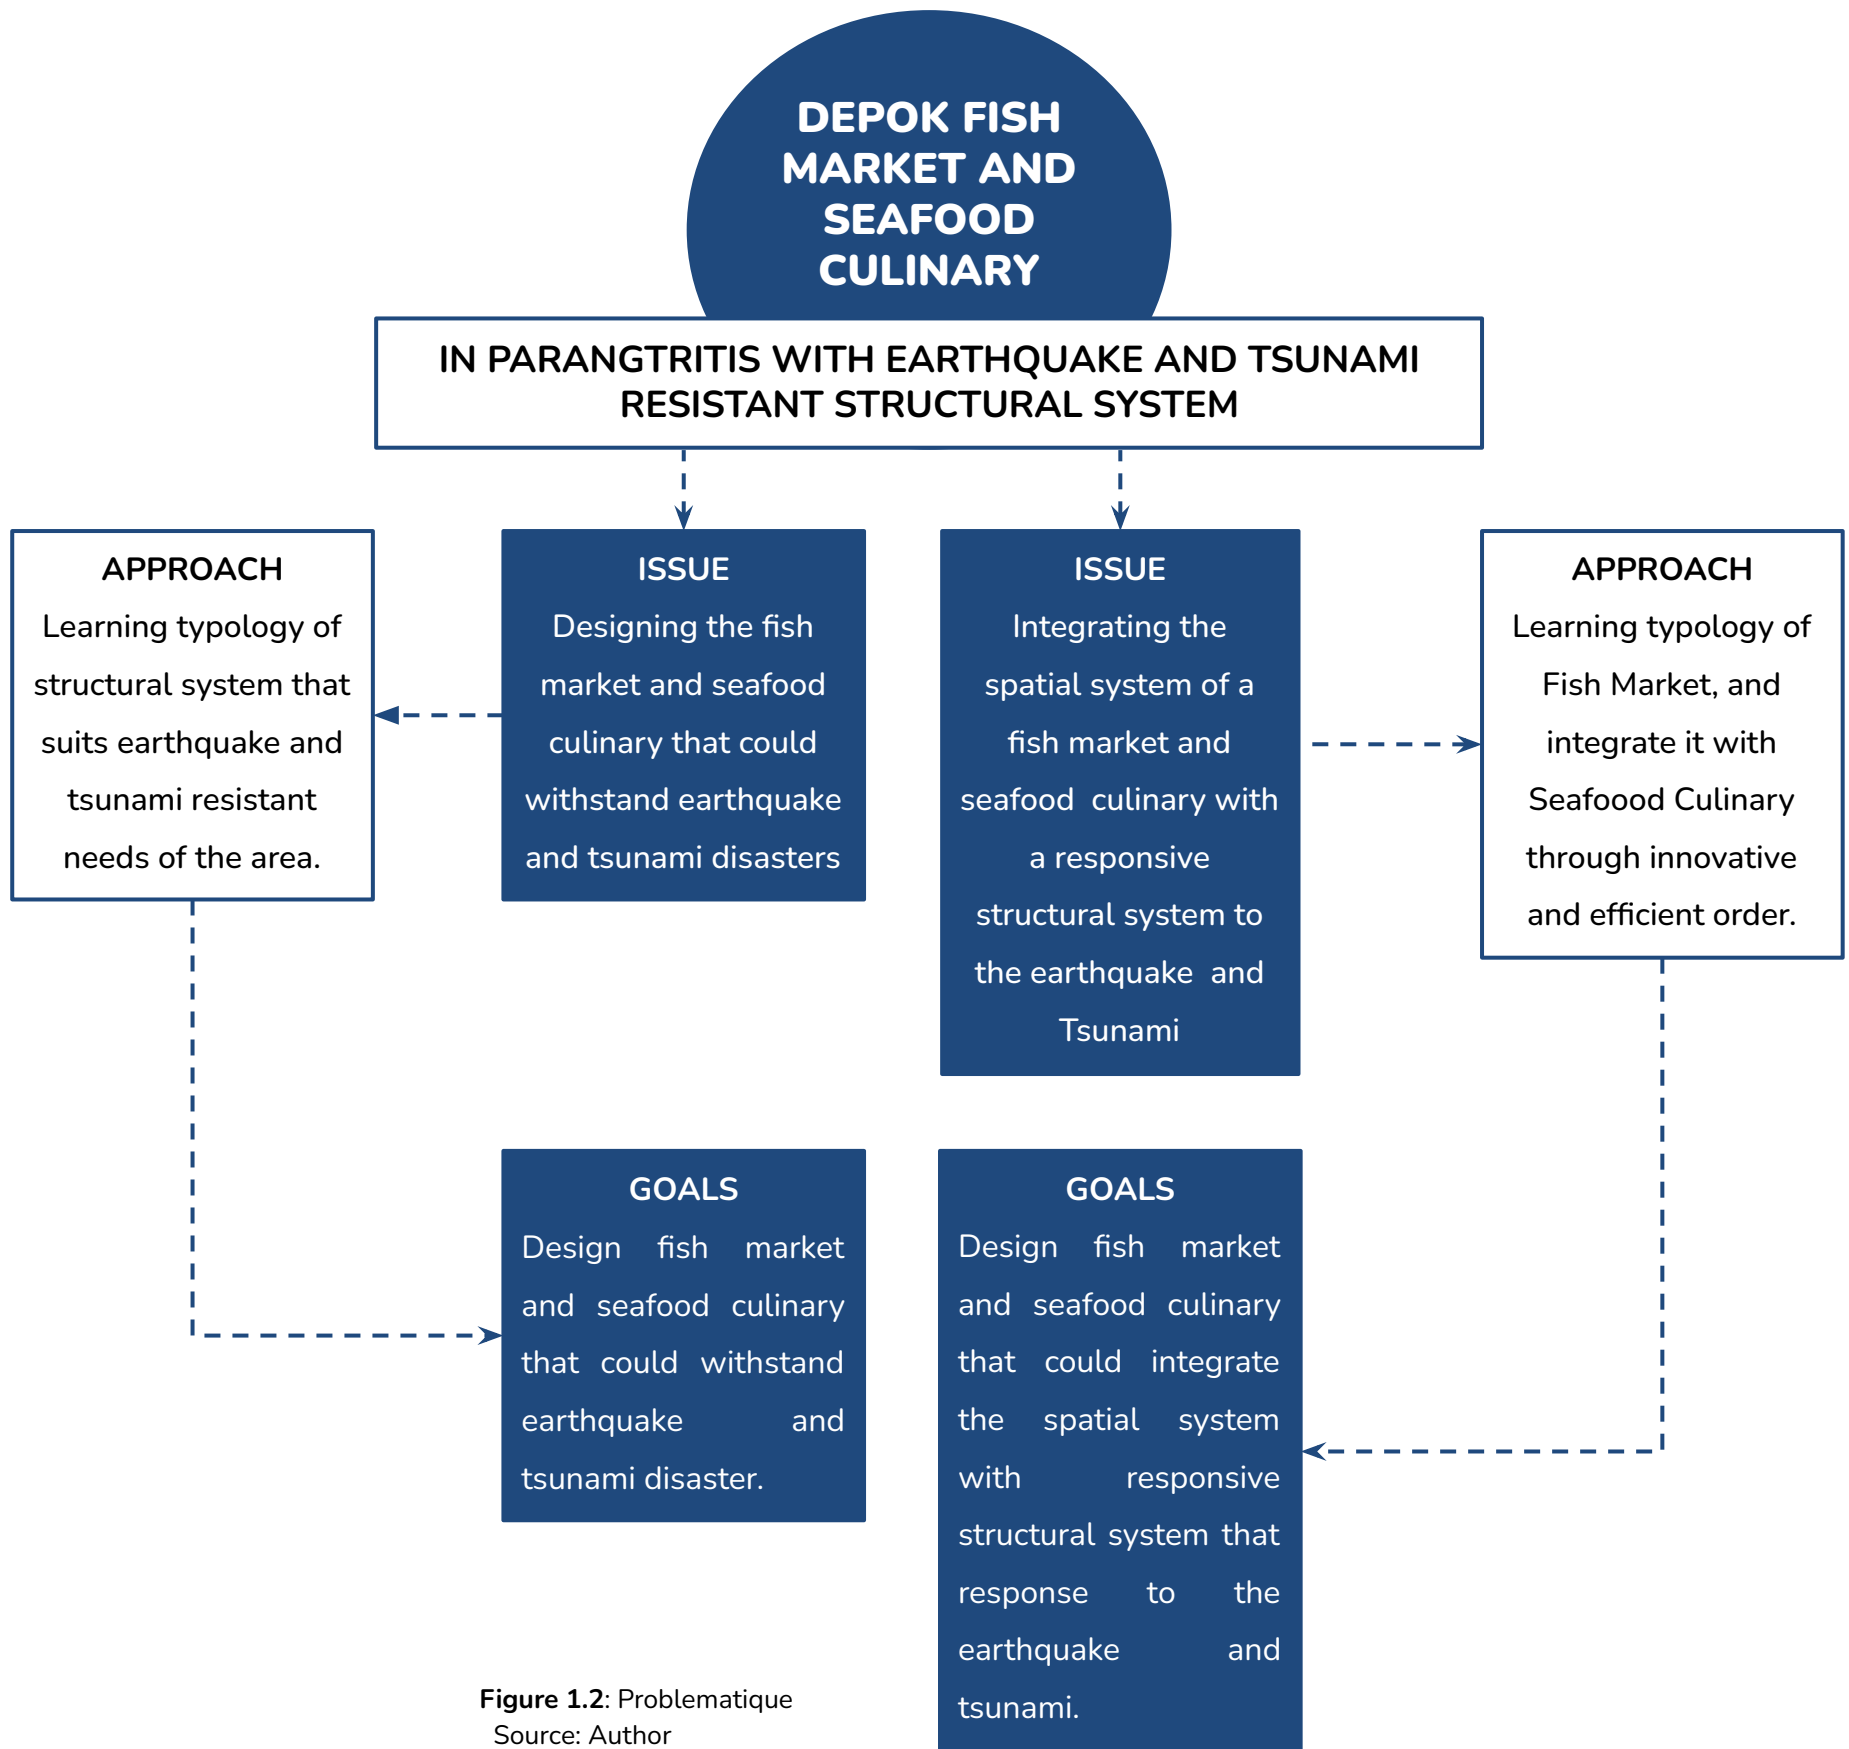 DEPOK FISH
MARKET AND
SEAFOOD
CULINARY
IN PARANGTRITIS WITH EARTHQUAKE AND TSUNAMI
RESISTANT STRUCTURAL SYSTEM
APPROACH
Learning typology of
structural system that
suits earthquake and
tsunami resistant
needs of the area.
ISSUE
Designing the fish
market and seafood
culinary that could
withstand earthquake
and tsunami disasters
ISSUE
Integrating the
spatial system of a
fish market and
seafood culinary with
a responsive
structural system to
the earthquake and
Tsunami
APPROACH
Learning typology of
Fish Market, and
integrate it with
Seafoood Culinary
through innovative
and efficient order.
GOALS
Design fish market
and seafood culinary
that could withstand
earthquake and
tsunami disaster.
GOALS
Design fish market
and seafood culinary
that could integrate
the spatial system
with responsive
structural system that
response to the
earthquake and
tsunami.
Figure 1.2: Problematique
Source: Author